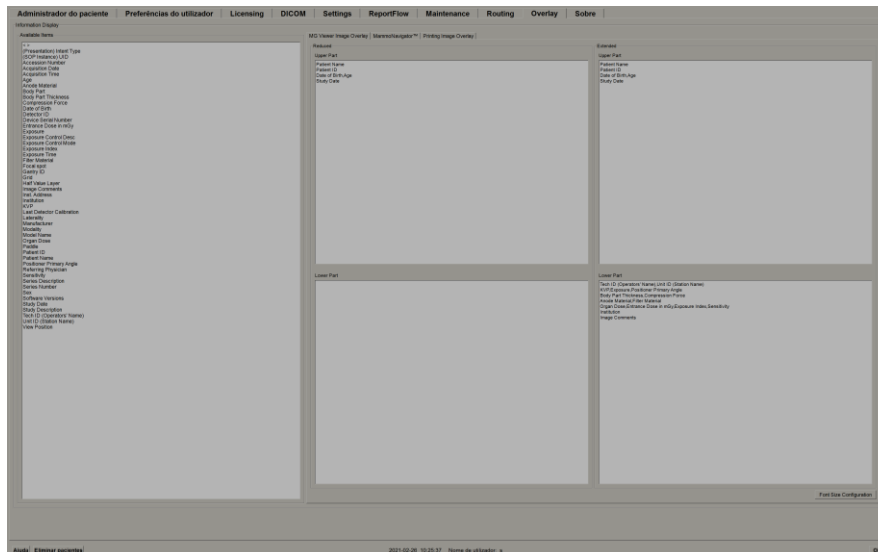 Administrador do paciente Preferências do utilizador Licensing DICOM Settings ReportFlow Maintenance Routing Overlay Sobre
Information Display
Available Items
(Presentation) Intent Type
(SOP Instance) UID
Accession Number
Acquisition Date
Acquisition Time
Age
Anode Material
Body Part
Body Part Thickness
Compression Force
Date of Birth
Detector ID
Device Serial Number
Entrance Dose in mGy
Exposure
Exposure Control Desc
Exposure Control Mode
Exposure Index
Exposure Time
Filter Material
Focal spot
Gantry ID
Grid
Half Value Layer
Image Comments
Inst. Address
Institution
KVP
Last Detector Calibration
Laterality
Manufacturer
Modality
Model Name
Organ Dose
Paddle
Patient ID
Patient Name
Positioner Primary Angle
Referring Physician
Sensitivity
Series Description
Series Number
Sex
Software Versions
Study Date
Study Description
Tech ID (Operators' Name)
Unit ID (Station Name)
View Position
MG Viewer Image Overlay MammoNavigator™ Printing Image Overlay
Reduced
Upper Part
Patient Name
Patient ID
Date of Birth,Age
Study Date
Lower Part
Extended
Upper Part
Patient Name
Patient ID
Date of Birth,Age
Study Date
Lower Part
Tech ID (Operators' Name),Unit ID (Station Name)
KVP,Exposure,Positioner Primary Angle
Body Part Thickness,Compression Force
Anode Material,Filter Material
Organ Dose,Entrance Dose in mGy,Exposure Index,Sensitivity
Institution
Image Comments
Font Size Configuration
Ajuda Eliminar pacientes 2021-02-26 10:25:37 Nome de utilizador: